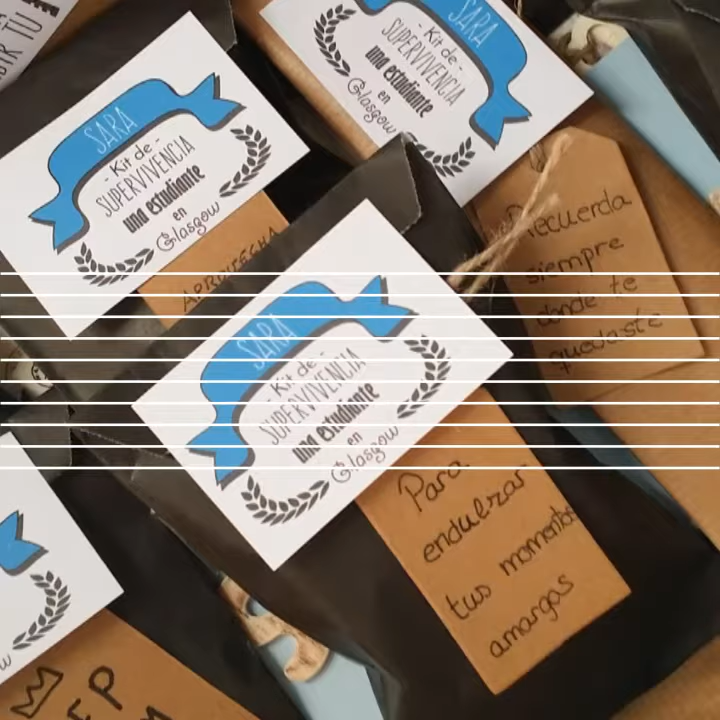 SARA
- Kit de -
SUPERVIVENCIA
una estudiante
en
Glasgow
APROVECHA
SARA
- Kit de -
SUPERVIVENCIA
una estudiante
en
Glasgow
Recuerda
siempre
donde te
quedaste
SARA
- Kit de -
SUPERVIVENCIA
una estudiante
en
Glasgow
Para
endulzar
tus momentos
amargos